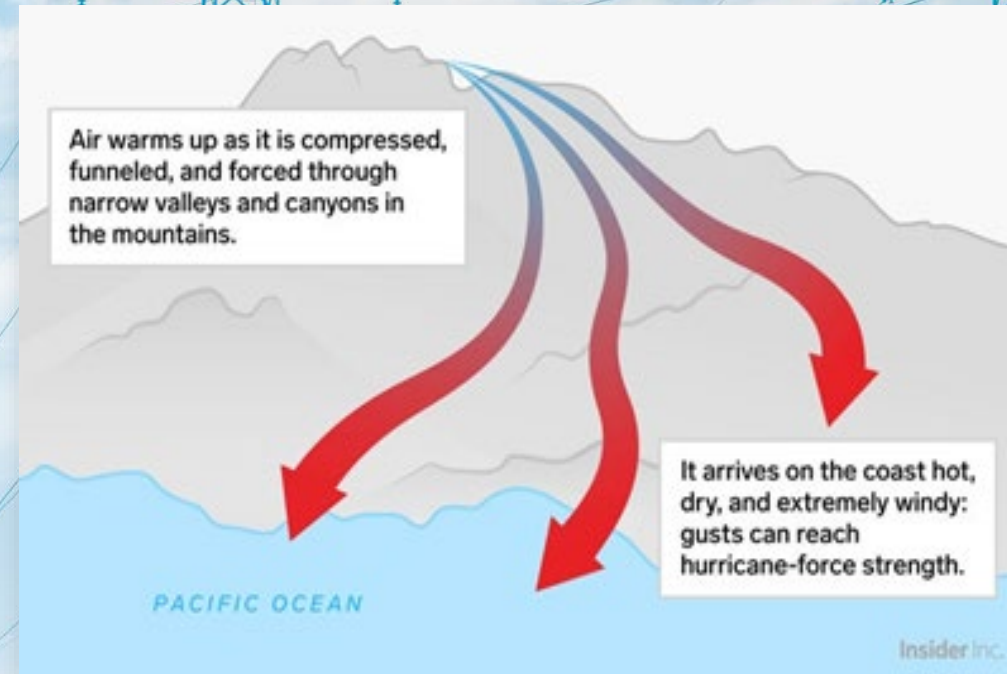 Air warms up as it is compressed,
funneled, and forced through
narrow valleys and canyons in
the mountains.
It arrives on the coast hot,
dry, and extremely windy:
gusts can reach
hurricane-force strength.
PACIFIC OCEAN
Insider Inc.